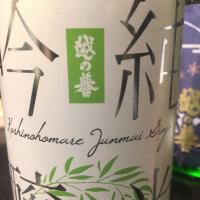 純
吟
越の誉
Koshinohomare Junmai Ginjo